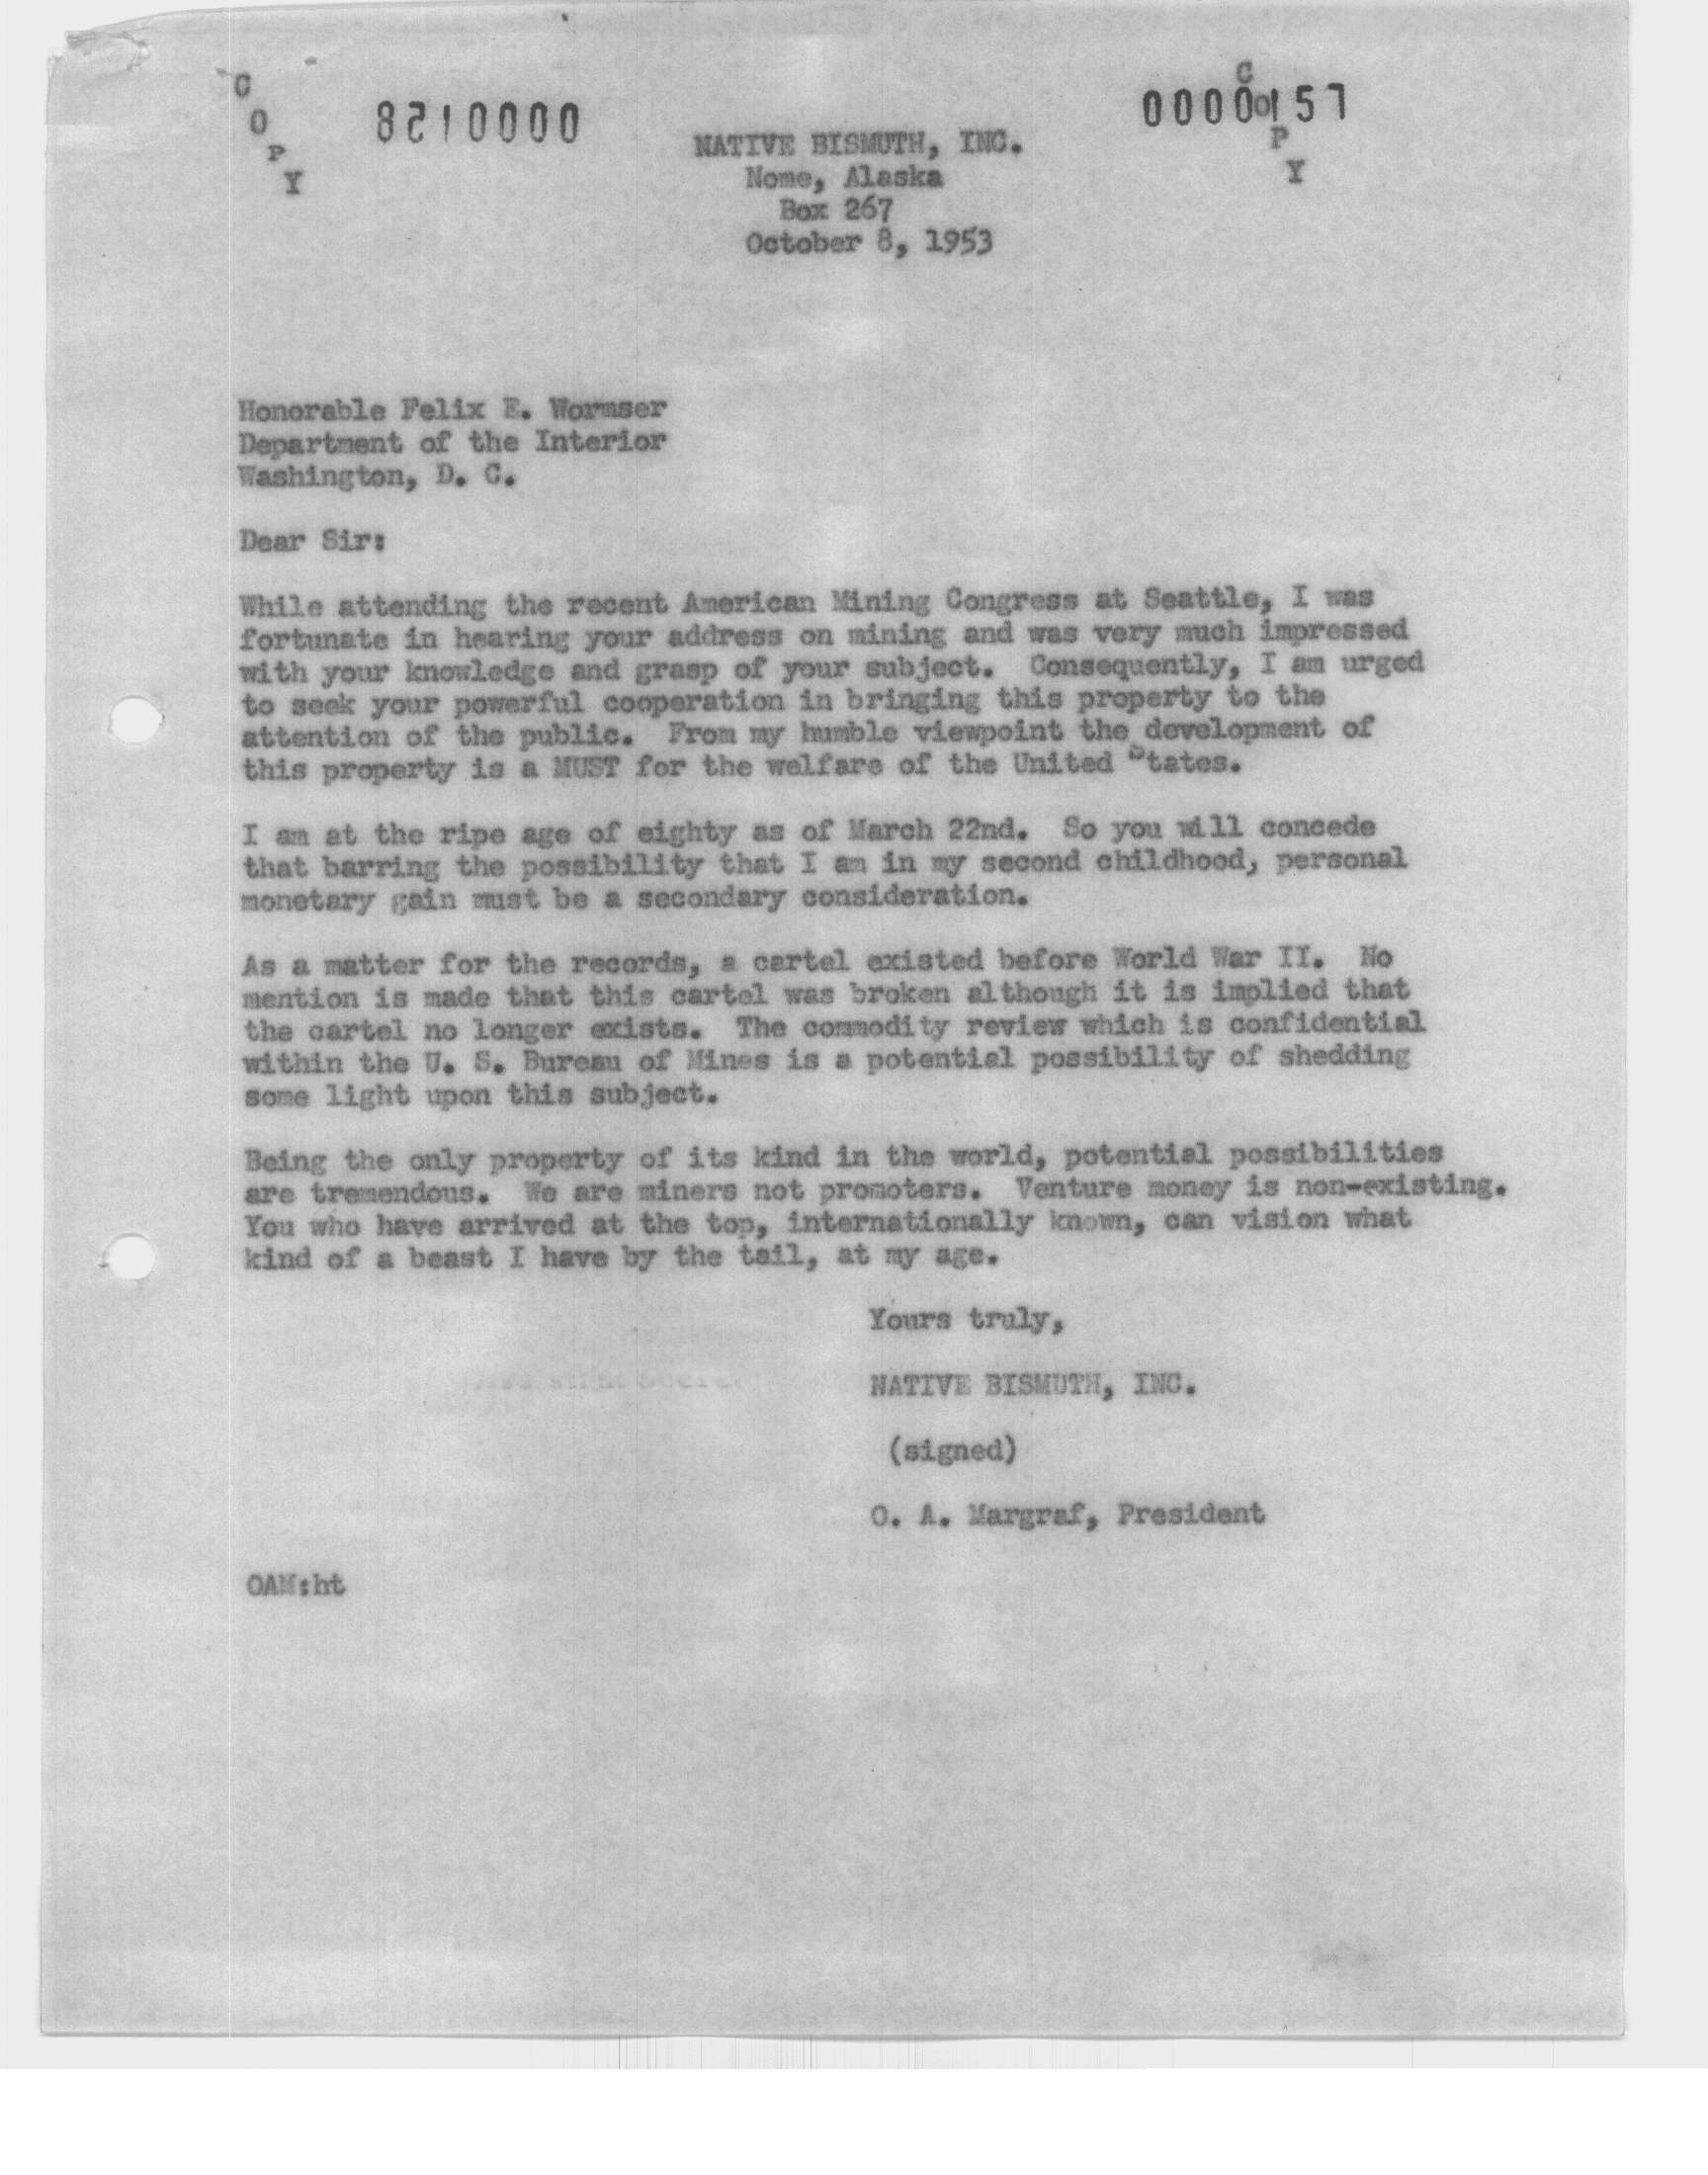 COPY
0000158
0000157
COPY
NATIVE BISMUTH, INC.
Nome, Alaska
Box 267
October 8, 1953
Honorable Felix E. Wormser
Department of the Interior
Washington, D. C.
Dear Sir:
While attending the recent American Mining Congress at Seattle, I was
fortunate in hearing your address on mining and was very much impressed
with your knowledge and grasp of your subject.  Consequently, I am urged
to seek your powerful cooperation in bringing this property to the
attention of the public.  From my humble viewpoint the development of
this property is a MUST for the welfare of the United States.
I am at the ripe age of eighty as of March 22nd.  So you will concede
that barring the possibility that I am in my second childhood, personal
monetary gain must be a secondary consideration.
As a matter for the records, a cartel existed before World War II.  No
mention is made that this cartel was broken although it is implied that
the cartel no longer exists.  The commodity review which is confidential
within the U. S. Bureau of Mines is a potential possibility of shedding
some light upon this subject.
Being the only property of its kind in the world, potential possibilities
are tremendous.  We are miners not promoters.  Venture money is non-existing.
You who have arrived at the top, internationally known, can vision what
kind of a beast I have by the tail, at my age.
Yours truly,
NATIVE BISMUTH, INC.
(signed)
O. A. Margraf, President
OAM:ht